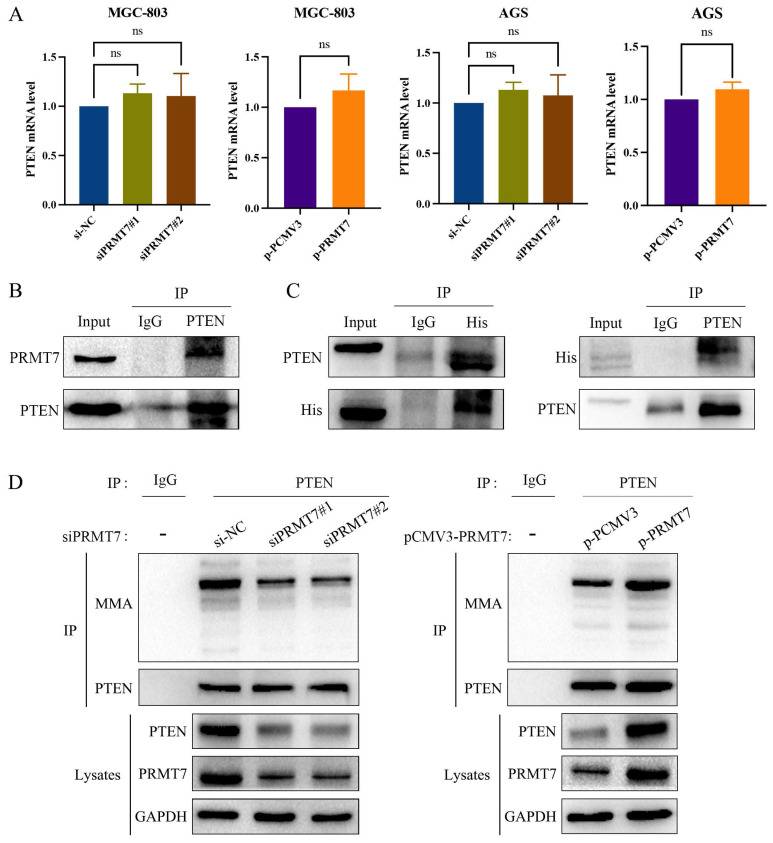 A
MGC-803
ns
ns
PTEN mRNA level
1.5
1.0
0.5
0.0
si-NC
siPRMT7#1
siPRMT7#2
MGC-803
ns
PTEN mRNA level
1.5
1.0
0.5
0.0
p-PCMV3
p-PRMT7
AGS
ns
ns
PTEN mRNA level
1.5
1.0
0.5
0.0
si-NC
siPRMT7#1
siPRMT7#2
AGS
ns
PTEN mRNA level
1.5
1.0
0.5
0.0
p-PCMV3
p-PRMT7
B
IP
Input IgG PTEN
PRMT7
PTEN
C
IP
Input IgG His
PTEN
His
IP
Input IgG PTEN
His
PTEN
D
IP : IgG PTEN
siPRMT7 : - si-NC siPRMT7#1 siPRMT7#2
IP
MMA
PTEN
Lysates
PTEN
PRMT7
GAPDH
IP : IgG PTEN
pCMV3-PRMT7: - p-PCMV3 p-PRMT7
IP
MMA
PTEN
Lysates
PTEN
PRMT7
GAPDH